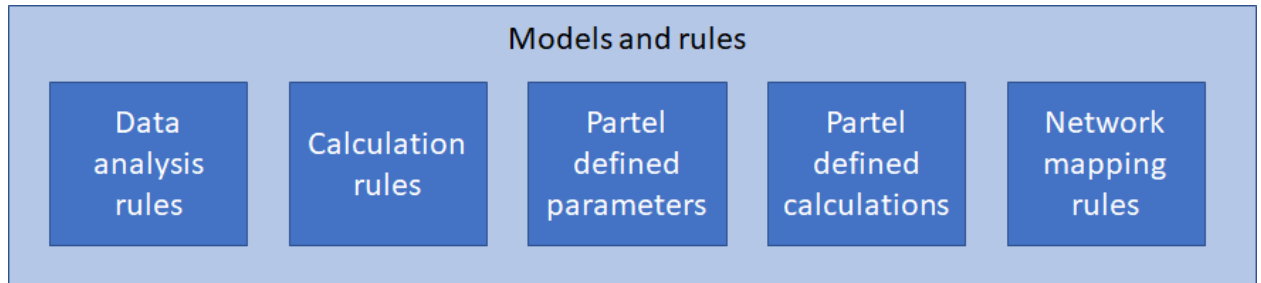 Models and rules
Data
analysis
rules
Calculation
rules
Partel
defined
parameters
Partel
defined
calculations
Network
mapping
rules